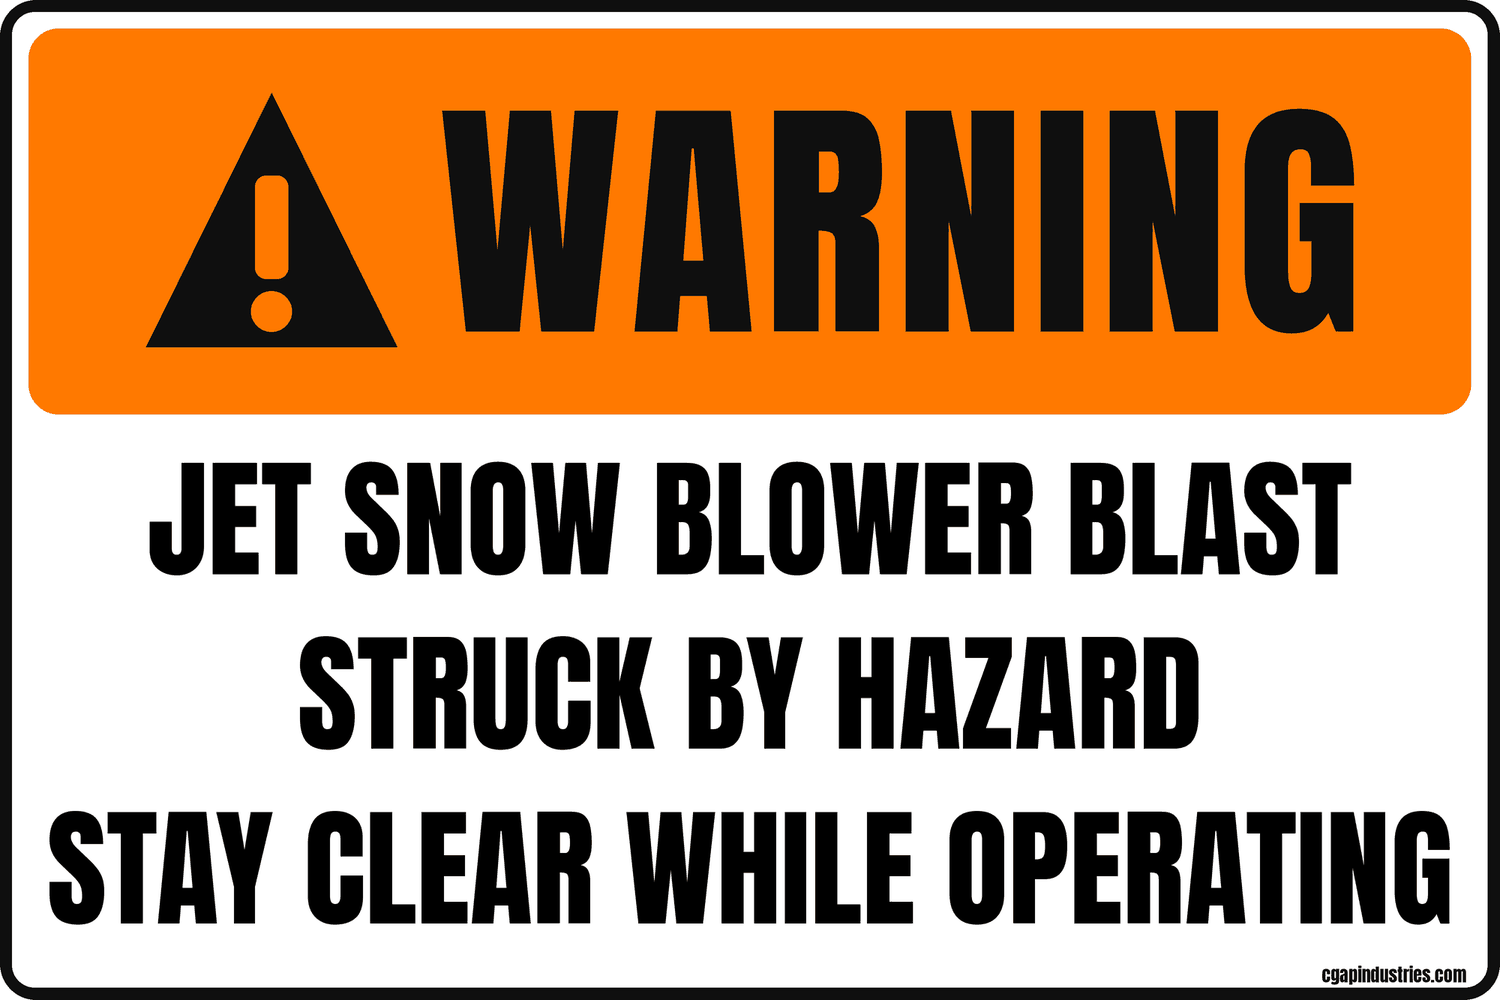 WARNING
JET SNOW BLOWER BLAST
STRUCK BY HAZARD
STAY CLEAR WHILE OPERATING
cgapindustries.com